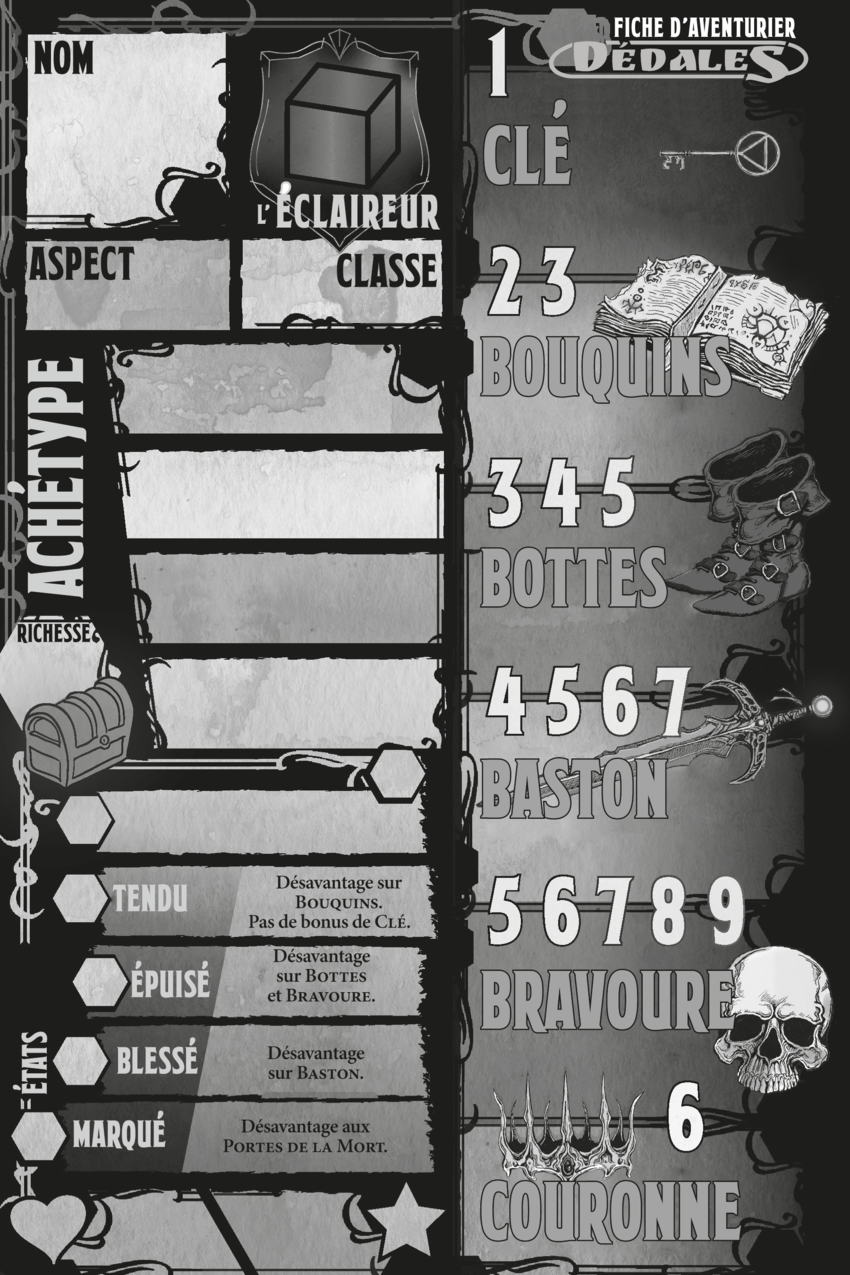 NOM
L'ÉCLAIREUR
ASPECT
CLASSE
ACHÉTYPE
RICHESSE
TENDU
Désavantage sur
BOUQUINS.
Pas de bonus de CLÉ.
ÉPUISÉ
Désavantage
sur BOTTES
et BRAVOURE.
ÉTATS
BLESSÉ
Désavantage
sur BASTON.
MARQUÉ
Désavantage aux
PORTES DE LA MORT.
FICHE D'AVENTURIER
DÉDALES
1
CLÉ
2 3
BOUQUINS
3 4 5
BOTTES
4 5 6 7
BASTON
5 6 7 8 9
BRAVOURE
6
COURONNE